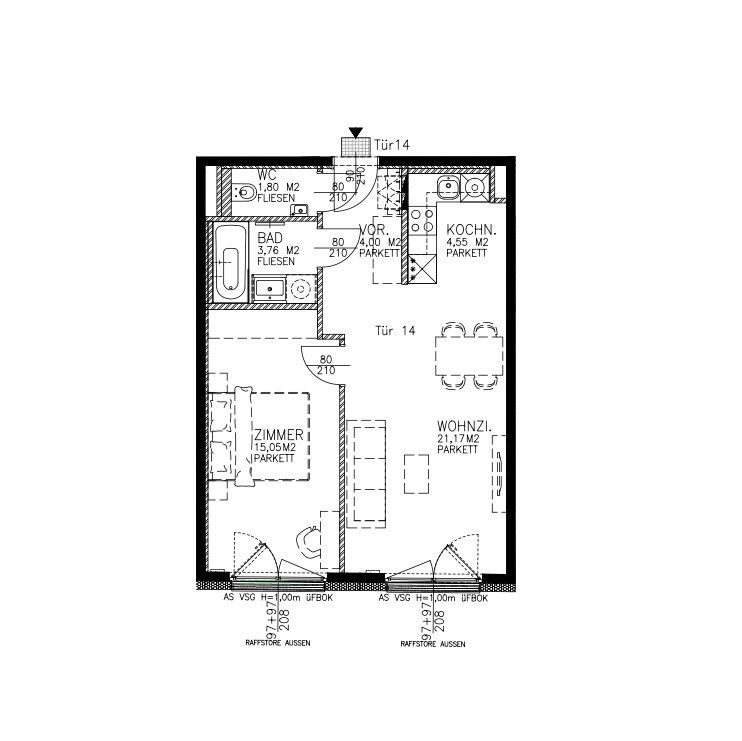 Tür14
WC
1,80 M2
FLIESEN
80
210
90
210
BAD
3,76 M2
FLIESEN
80
210
VOR.
4,00 M2
PARKETT
KOCHN.
4,55 M2
PARKETT
Tür 14
80
210
ZIMMER
15,05M2
PARKETT
WOHNZI.
21,17M2
PARKETT
AS VSG H=1,00m üFBOK
97+97
208
RAFFSTORE AUSSEN
AS VSG H=1,00m üFBOK
97+97
208
RAFFSTORE AUSSEN